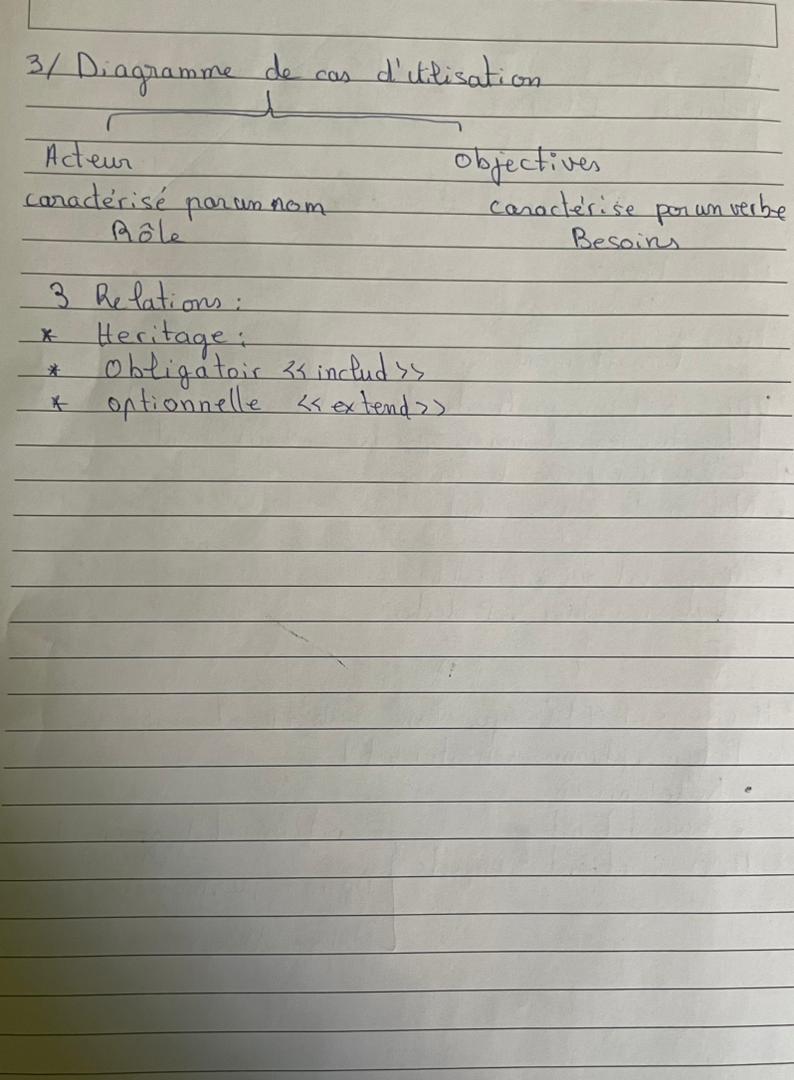 3/ Diagramme de cas d'utilisation
Acteur Objectives
caractérisé par un nom caractérise par un verbe
Rôle Besoins
3 Relations :
* Heritage :
* Obligatoir << includ >>
* optionnelle << extend >>